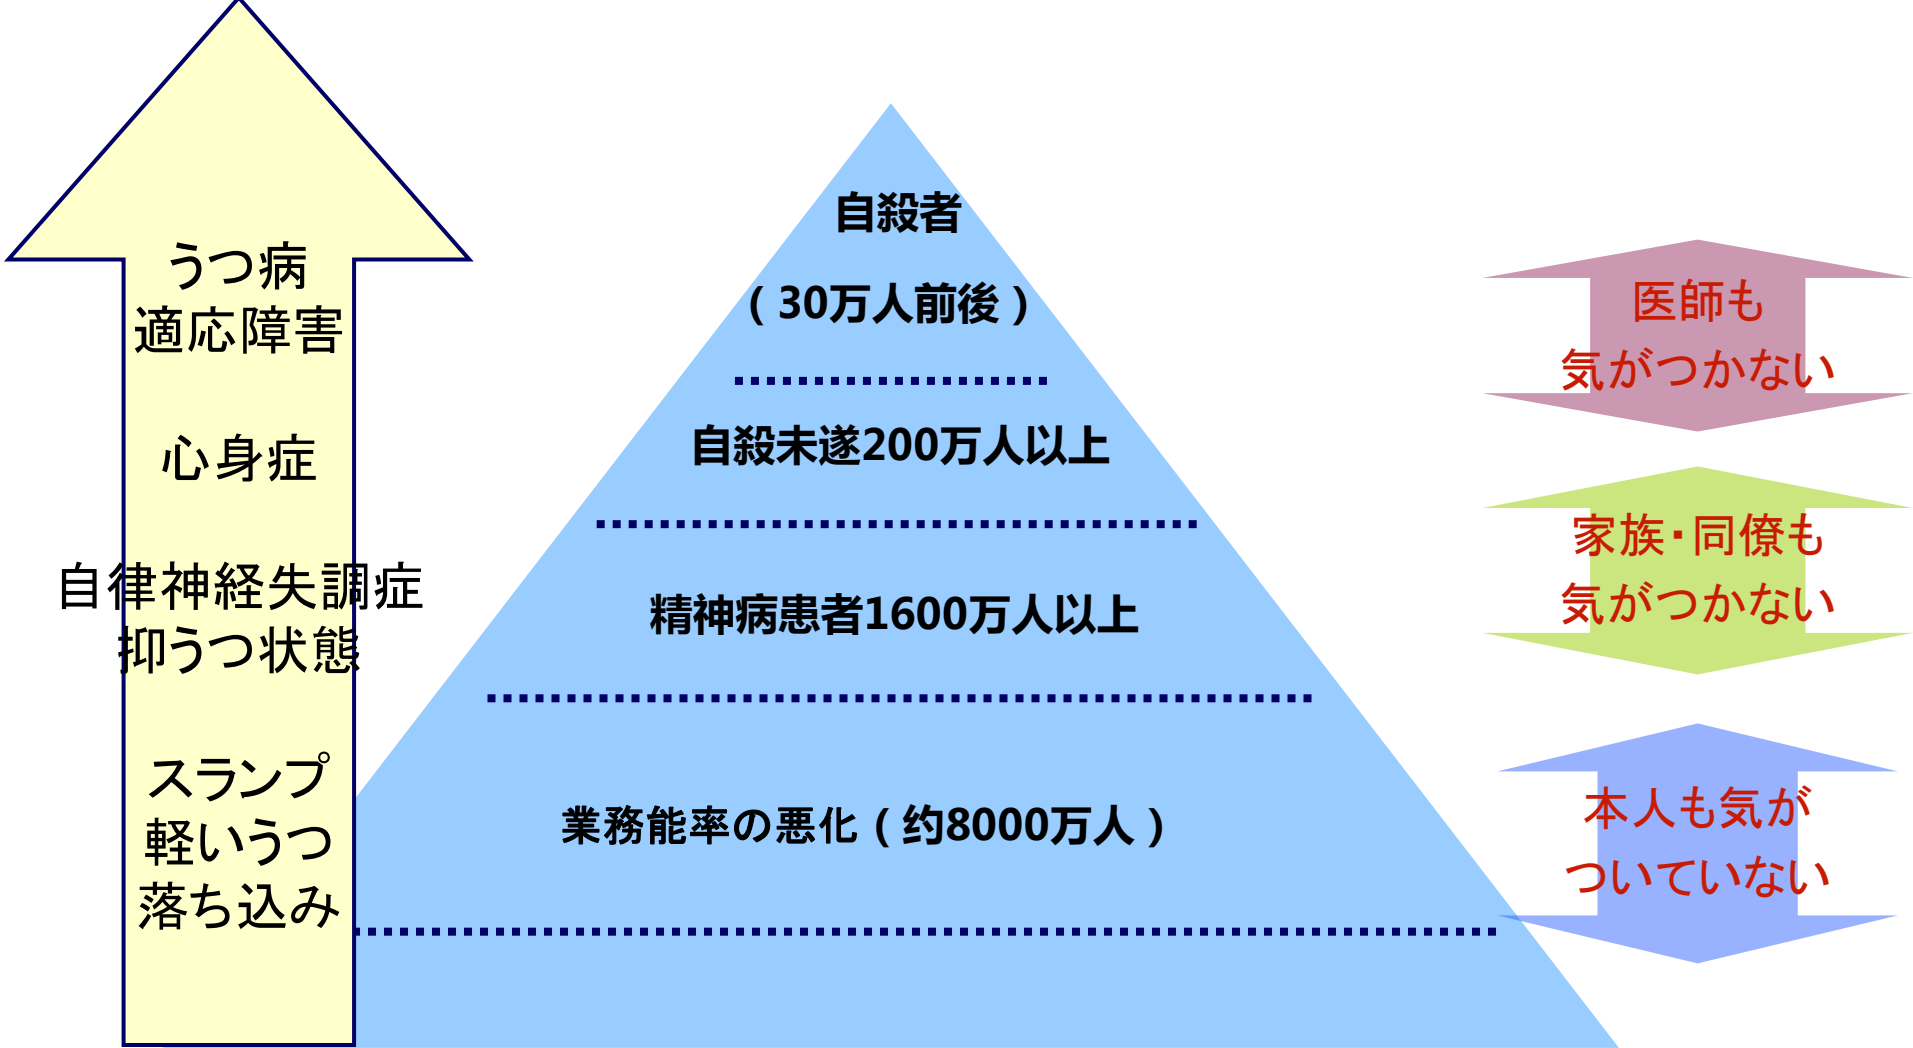 うつ病
適応障害
心身症
自律神経失調症
抑うつ状態
スランプ
軽いうつ
落ち込み
自殺者
（30万人前後）
自殺未遂200万人以上
精神病患者1600万人以上
業務能率の悪化（約8000万人）
医師も
気がつかない
家族・同僚も
気がつかない
本人も気が
ついていない